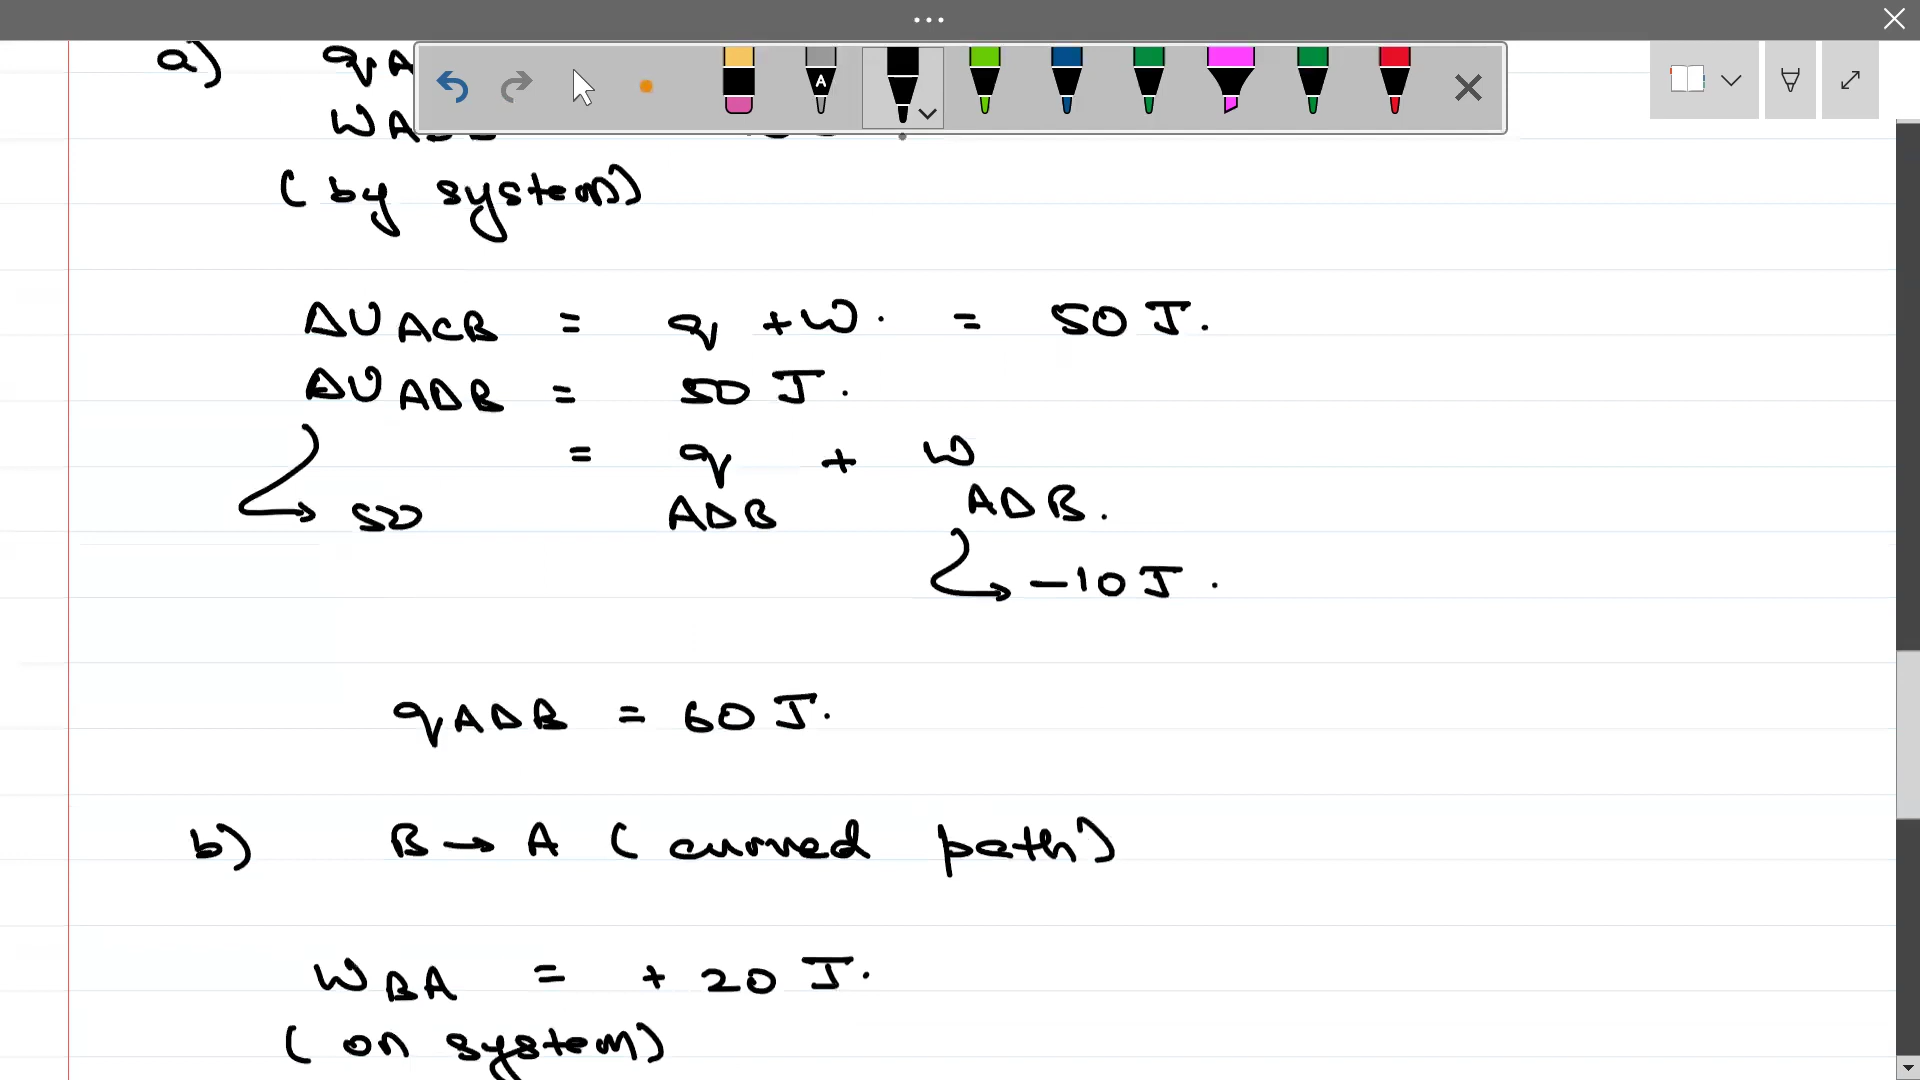 a) q A
W A
(by system)
ΔU ACB = q + W. = 50 J.
ΔU ADB = 50 J.
= q + W
→ 50 ADB ADB.
→ -10 J.
q ADB = 60 J.
b) B → A (curved path)
W BA = + 20 J.
(on system)